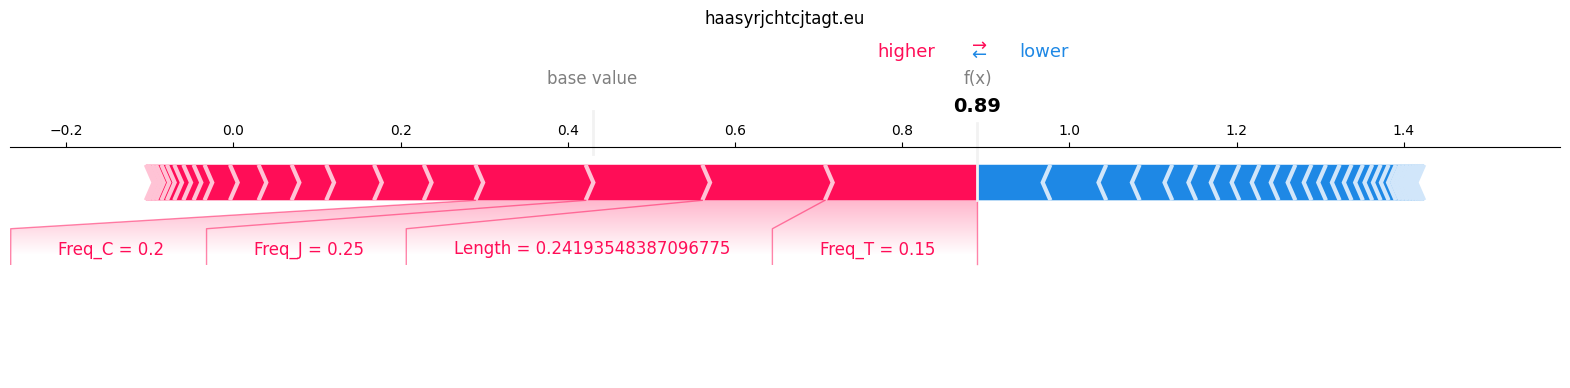 haasyrjchtcjtagt.eu
higher → ← lower
base value f(x)
0.89
−0.2 0.0 0.2 0.4 0.6 0.8 1.0 1.2 1.4
Freq_C = 0.2 Freq_J = 0.25 Length = 0.24193548387096775 Freq_T = 0.15